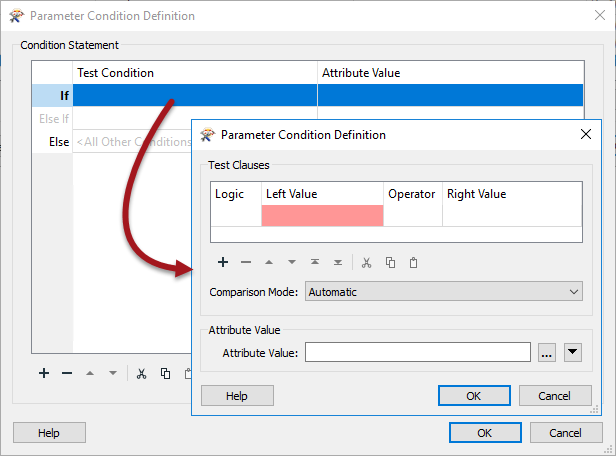 Parameter Condition Definition
Condition Statement
Test Condition Attribute Value
If
Else If
Else <All Other Conditions
Parameter Condition Definition
Test Clauses
Logic Left Value Operator Right Value
Comparison Mode: Automatic
Attribute Value
Attribute Value:
...
Help OK Cancel
Help OK Cancel